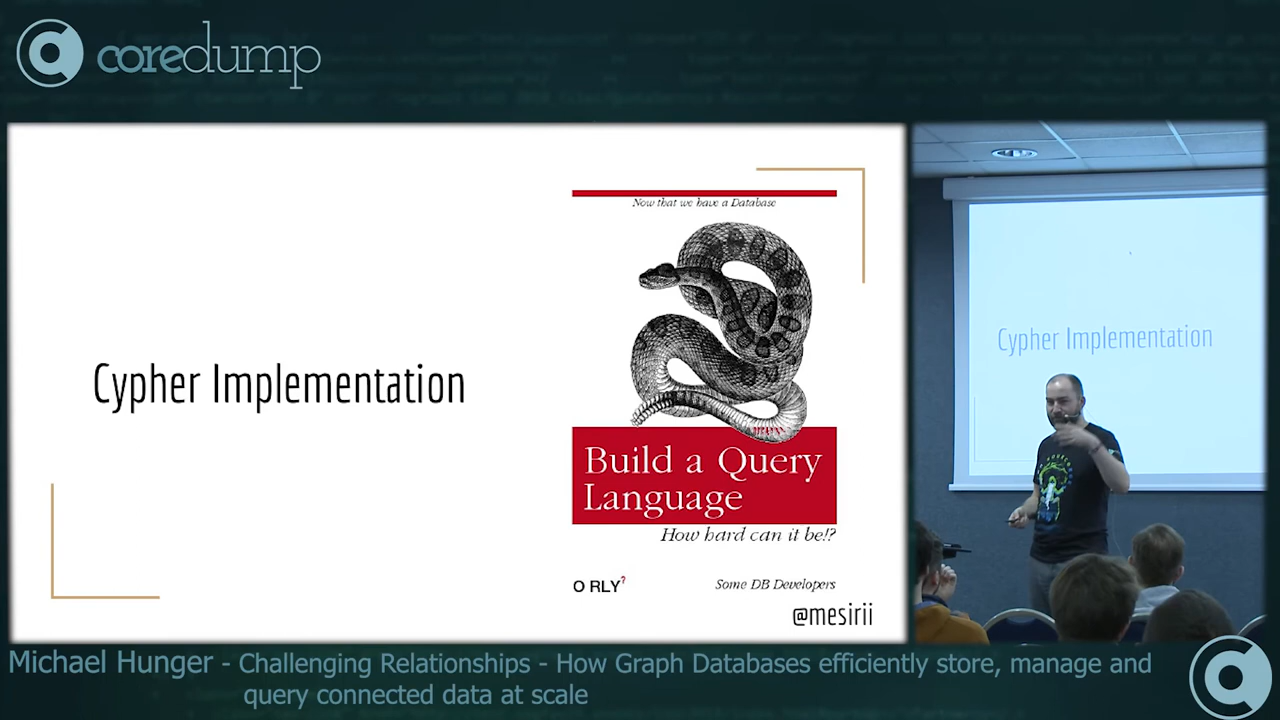 coredump
Now that we have a Database
Cypher Implementation
Build a Query
Language
How hard can it be!?
O RLY?
Some DB Developers
@mesirii
Cypher Implementation
Michael Hunger - Challenging Relationships - How Graph Databases efficiently store, manage and
query connected data at scale